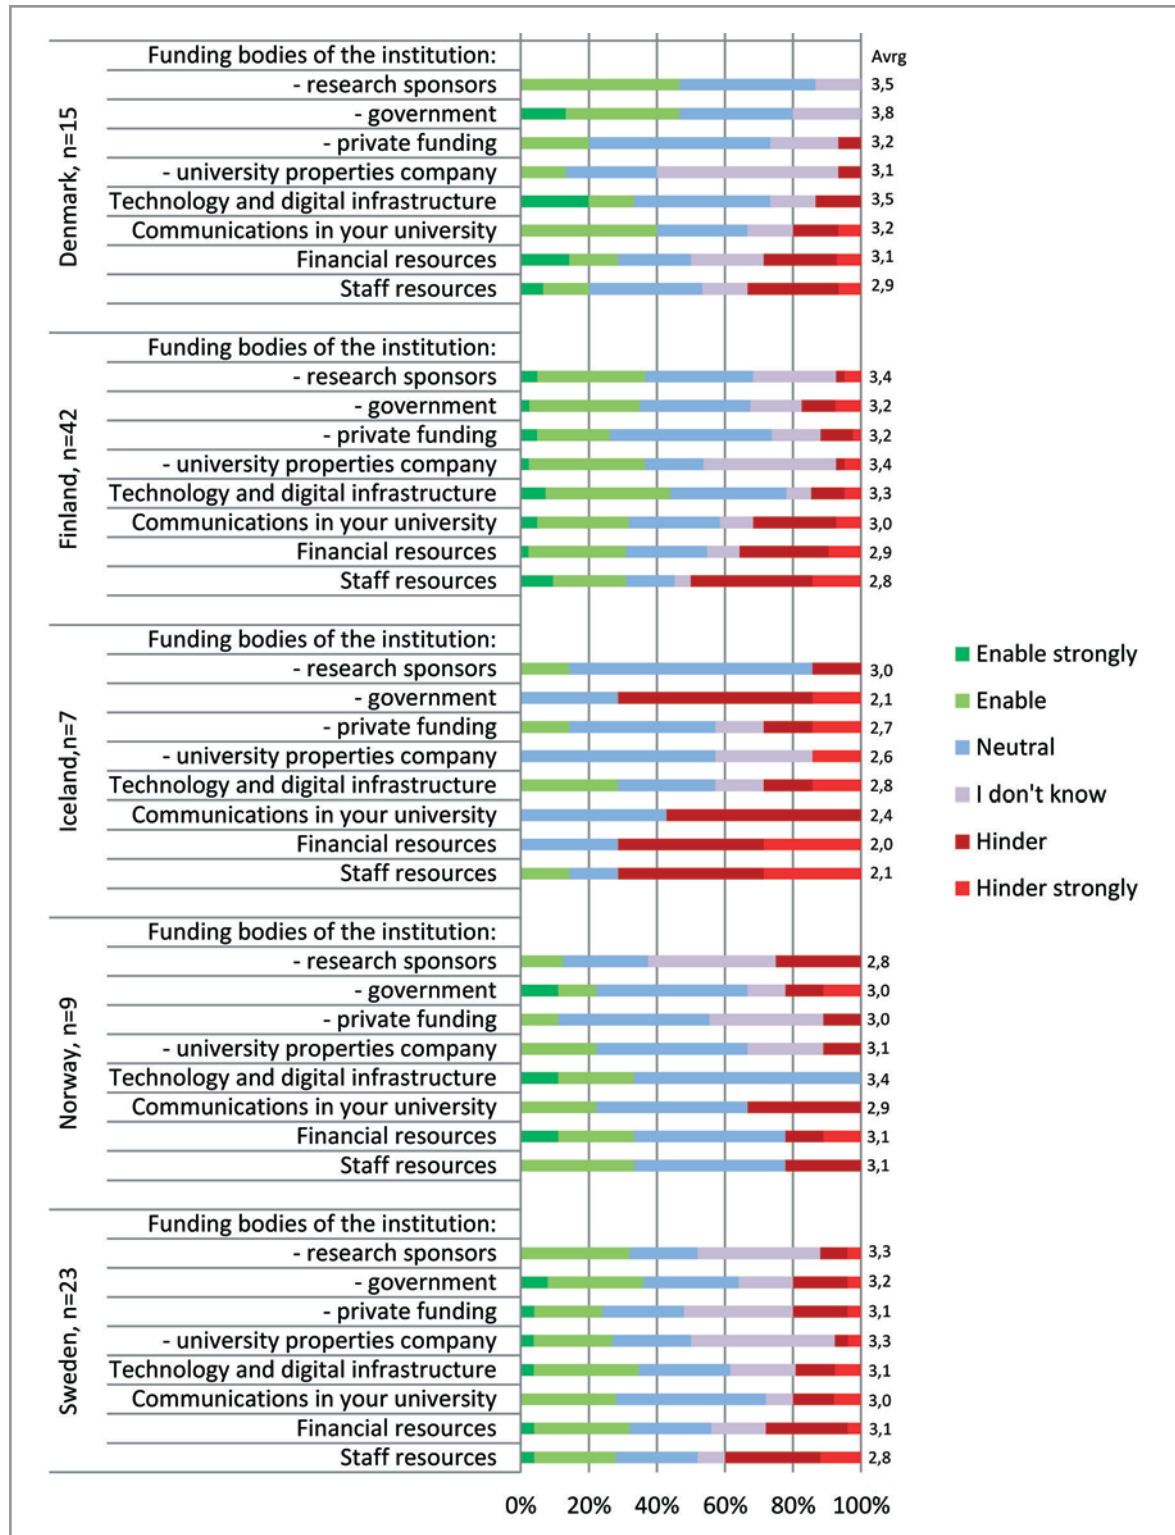 Avrg
Denmark, n=15
Funding bodies of the institution:
- research sponsors 3,5
- government 3,8
- private funding 3,2
- university properties company 3,1
Technology and digital infrastructure 3,5
Communications in your university 3,2
Financial resources 3,1
Staff resources 2,9
Finland, n=42
Funding bodies of the institution:
- research sponsors 3,4
- government 3,2
- private funding 3,2
- university properties company 3,4
Technology and digital infrastructure 3,3
Communications in your university 3,0
Financial resources 2,9
Staff resources 2,8
Iceland,n=7
Funding bodies of the institution:
- research sponsors 3,0
- government 2,1
- private funding 2,7
- university properties company 2,6
Technology and digital infrastructure 2,8
Communications in your university 2,4
Financial resources 2,0
Staff resources 2,1
Norway, n=9
Funding bodies of the institution:
- research sponsors 2,8
- government 3,0
- private funding 3,0
- university properties company 3,1
Technology and digital infrastructure 3,4
Communications in your university 2,9
Financial resources 3,1
Staff resources 3,1
Sweden, n=23
Funding bodies of the institution:
- research sponsors 3,3
- government 3,2
- private funding 3,1
- university properties company 3,3
Technology and digital infrastructure 3,1
Communications in your university 3,0
Financial resources 3,1
Staff resources 2,8
0% 20% 40% 60% 80% 100%
Enable strongly
Enable
Neutral
I don't know
Hinder
Hinder strongly